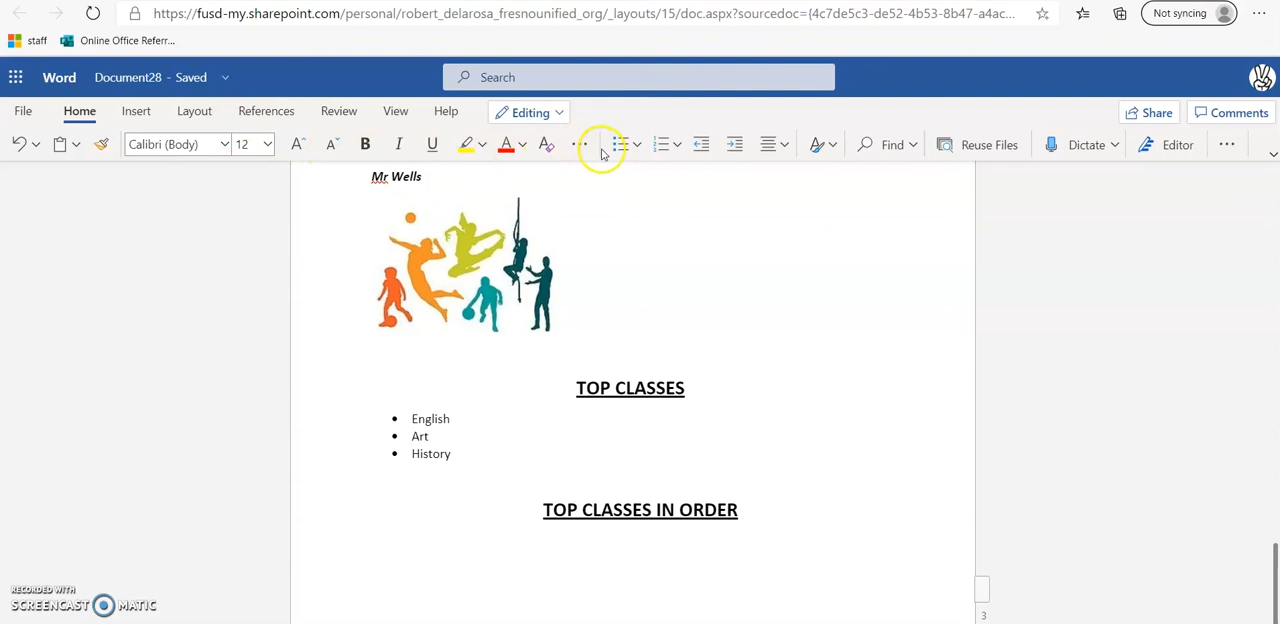 https://fusd-my.sharepoint.com/personal/robert_delarosa_fresnounified_org/_layouts/15/doc.aspx?sourcedoc={4c7de5c3-de52-4b53-8b47-a4ac...
Not syncing
staff
Online Office Referr...
Word
Document28 - Saved
Search
File
Home
Insert
Layout
References
Review
View
Help
Editing
Share
Comments
Calibri (Body)
12
B
I
U
A
Find
Reuse Files
Dictate
Editor
Mr Wells
TOP CLASSES
• English
• Art
• History
TOP CLASSES IN ORDER
RECORDED WITH
SCREENCAST MATIC
3